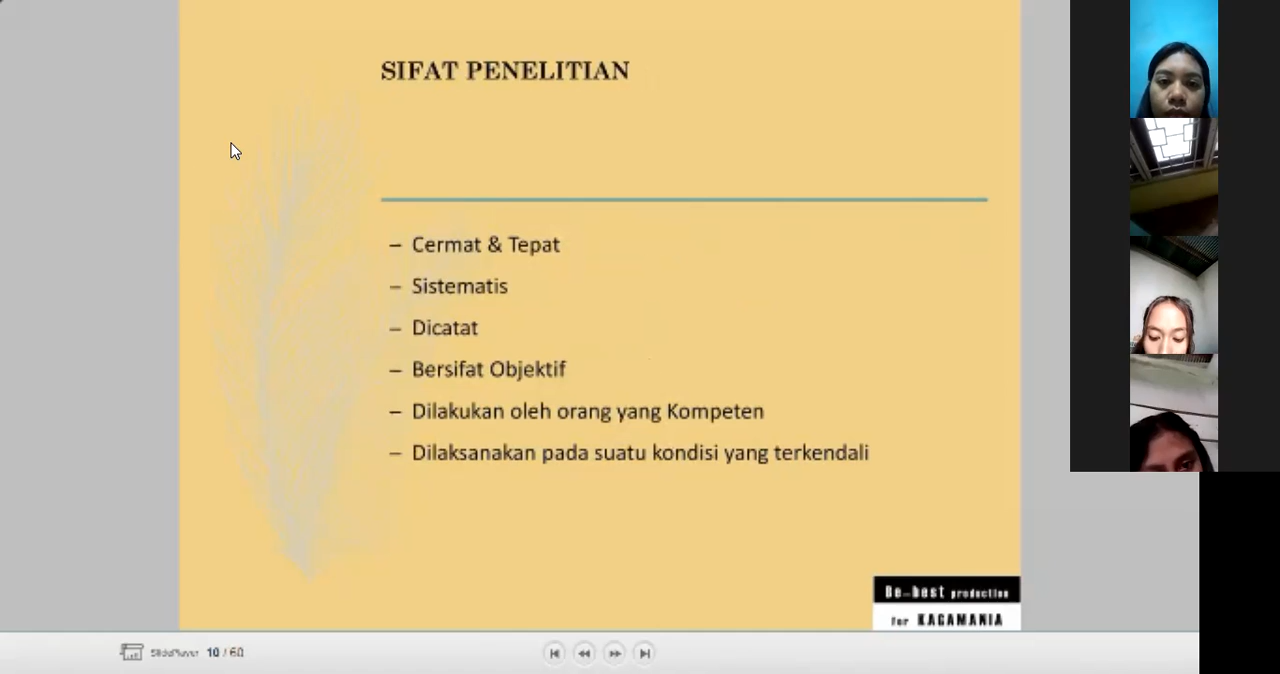 SIFAT PENELITIAN
– Cermat & Tepat
– Sistematis
– Dicatat
– Bersifat Objektif
– Dilakukan oleh orang yang Kompeten
– Dilaksanakan pada suatu kondisi yang terkendali
Be-best production
for KAGAMANIA
SlidePlayer 10 / 60